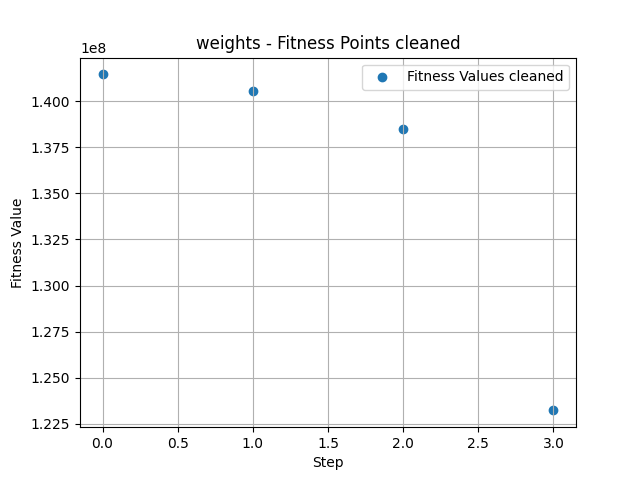 weights - Fitness Points cleaned
1e8
Fitness Values cleaned
1.400
1.375
1.350
1.325
1.300
1.275
1.250
1.225
Fitness Value
0.0 0.5 1.0 1.5 2.0 2.5 3.0
Step